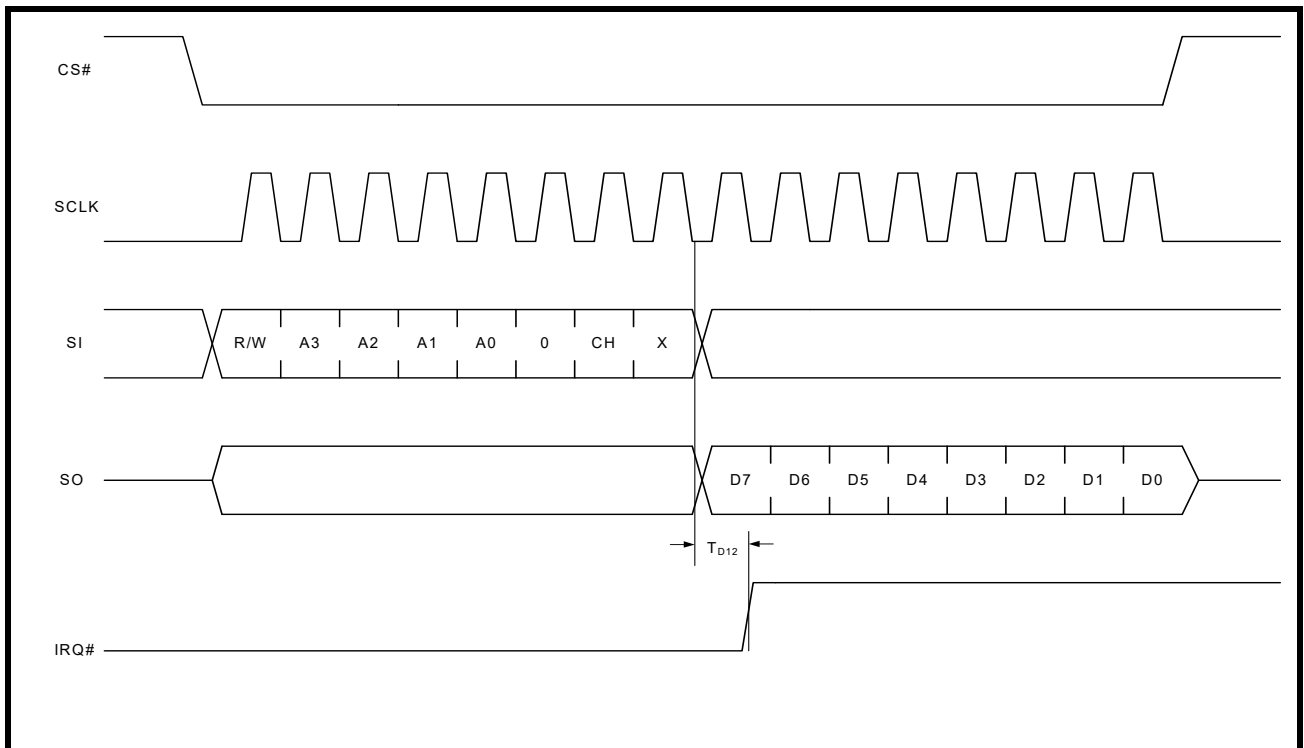 CS#
SCLK
SI R/W A3 A2 A1 A0 0 CH X
SO D7 D6 D5 D4 D3 D2 D1 D0
TD12
IRQ#